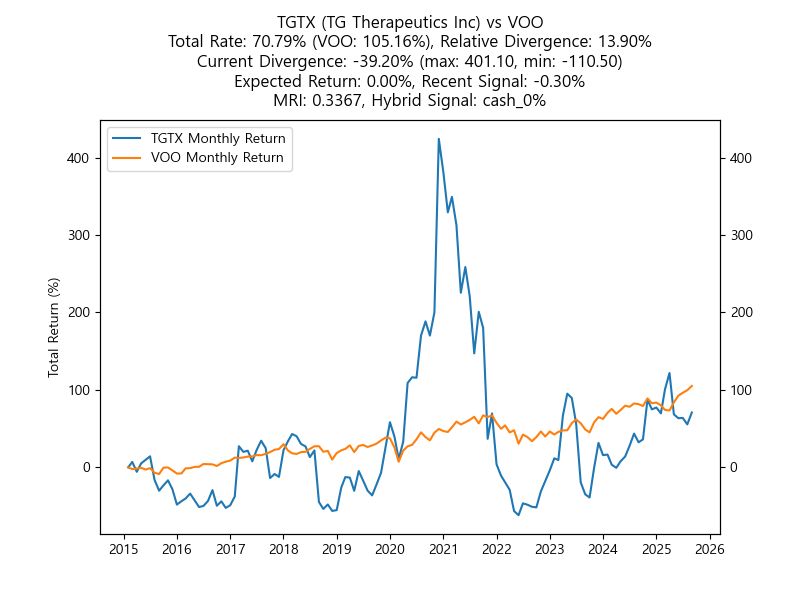 TGTX (TG Therapeutics Inc) vs VOO
Total Rate: 70.79% (VOO: 105.16%), Relative Divergence: 13.90%
Current Divergence: -39.20% (max: 401.10, min: -110.50)
Expected Return: 0.00%, Recent Signal: -0.30%
MRI: 0.3367, Hybrid Signal: cash_0%
TGTX Monthly Return
VOO Monthly Return
Total Return (%)
400
300
200
100
0
400
300
200
100
0
2015 2016 2017 2018 2019 2020 2021 2022 2023 2024 2025 2026